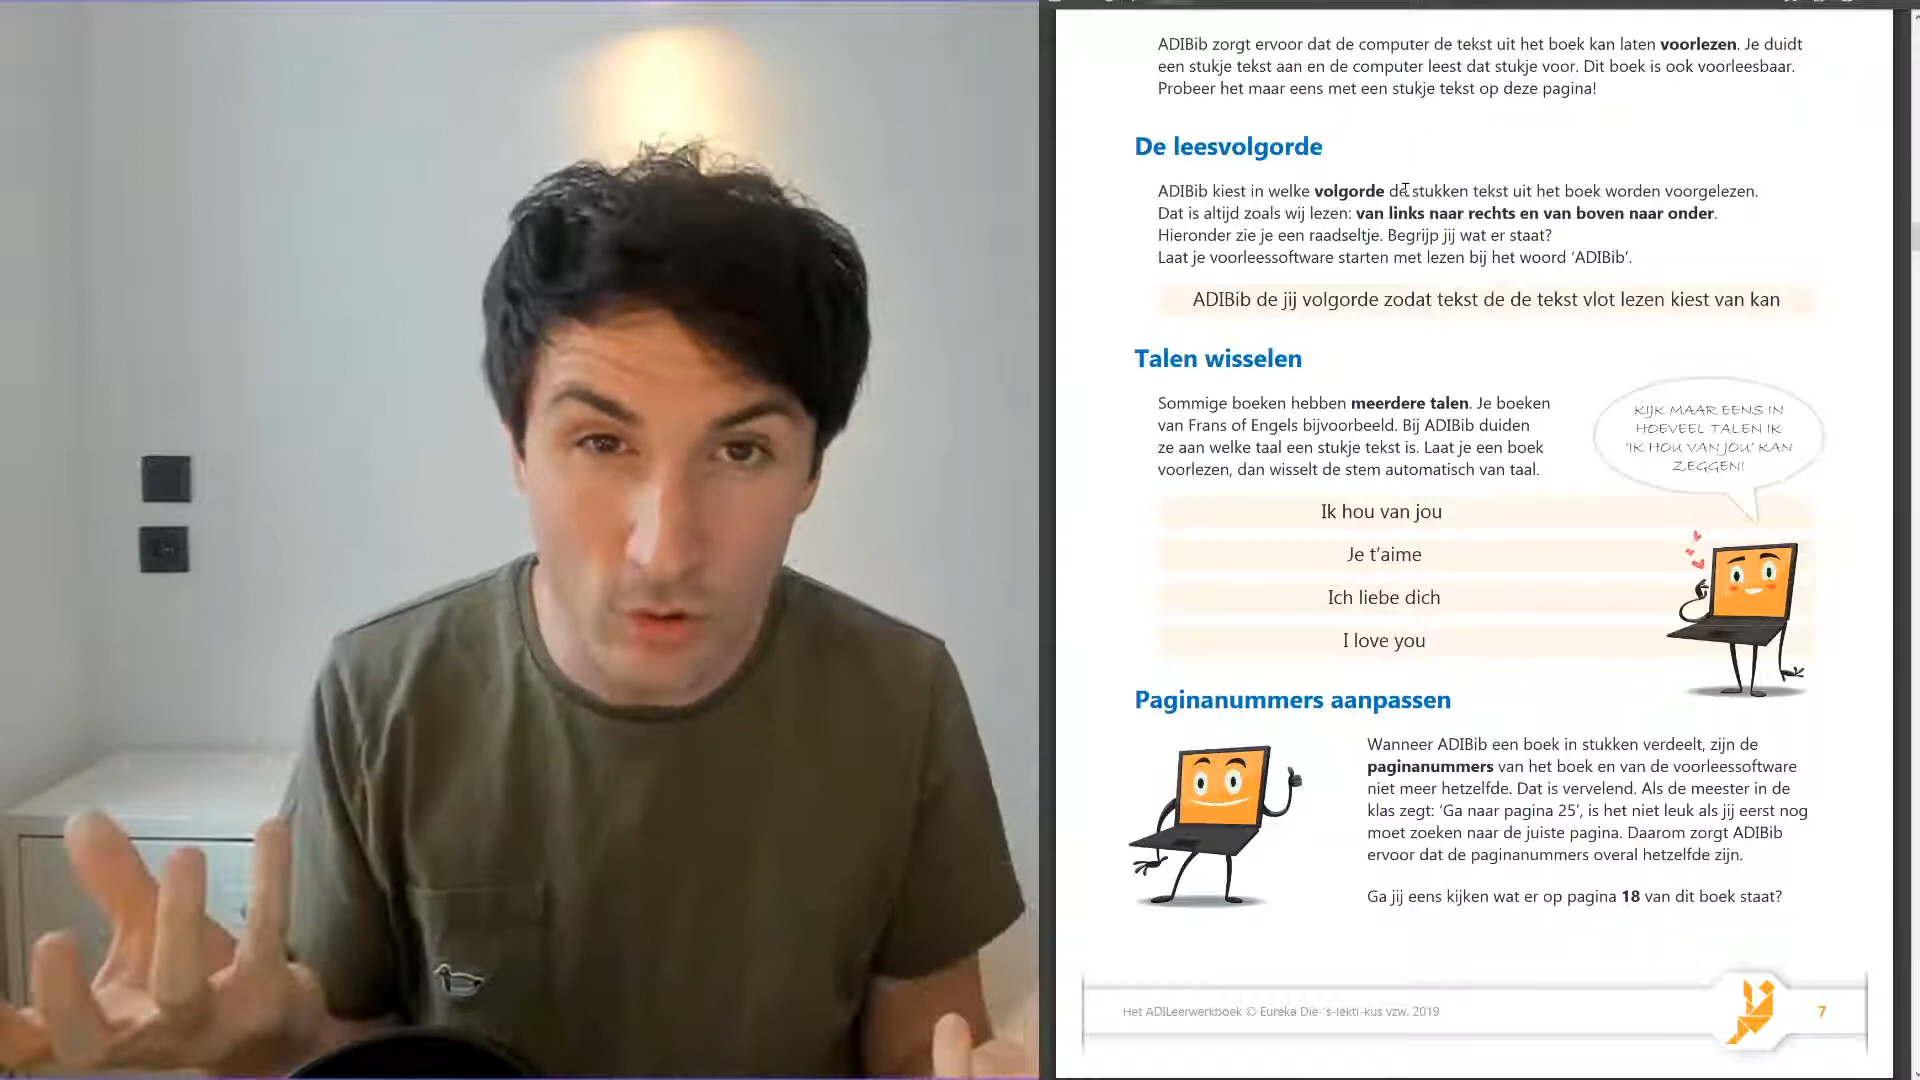 ADIBib zorgt ervoor dat de computer de tekst uit het boek kan laten voorlezen. Je duidt
een stukje tekst aan en de computer leest dat stukje voor. Dit boek is ook voorleesbaar.
Probeer het maar eens met een stukje tekst op deze pagina!
De leesvolgorde
ADIBib kiest in welke volgorde de stukken tekst uit het boek worden voorgelezen.
Dat is altijd zoals wij lezen: van links naar rechts en van boven naar onder.
Hieronder zie je een raadseltje. Begrijp jij wat er staat?
Laat je voorleessoftware starten met lezen bij het woord ‘ADIBib’.
ADIBib de jij volgorde zodat tekst de de tekst vlot lezen kiest van kan
Talen wisselen
Sommige boeken hebben meerdere talen. Je boeken
van Frans of Engels bijvoorbeeld. Bij ADIBib duiden
ze aan welke taal een stukje tekst is. Laat je een boek
voorlezen, dan wisselt de stem automatisch van taal.
KIJK MAAR EENS IN
HOEVEEL TALEN IK
‘IK HOU VAN JOU’ KAN
ZEGGEN!
Ik hou van jou
Je t’aime
Ich liebe dich
I love you
Paginanummers aanpassen
Wanneer ADIBib een boek in stukken verdeelt, zijn de
paginanummers van het boek en van de voorleessoftware
niet meer hetzelfde. Dat is vervelend. Als de meester in de
klas zegt: ‘Ga naar pagina 25’, is het niet leuk als jij eerst nog
moet zoeken naar de juiste pagina. Daarom zorgt ADIBib
ervoor dat de paginanummers overal hetzelfde zijn.
Ga jij eens kijken wat er op pagina 18 van dit boek staat?
Het ADILeerwerkboek © Eureka Die-'s-lekti-kus vzw. 2019
7